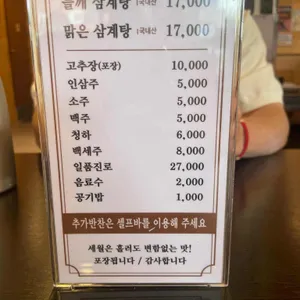 들깨 삼계탕 (국내산) 17,000
맑은 삼계탕 (국내산) 17,000
고추장(포장) 10,000
인삼주 5,000
소주 5,000
맥주 5,000
청하 6,000
백세주 8,000
일품진로 27,000
음료수 2,000
공기밥 1,000
추가반찬은 셀프바를 이용해 주세요
세월은 흘러도 변함없는 맛!
포장됩니다 / 감사합니다